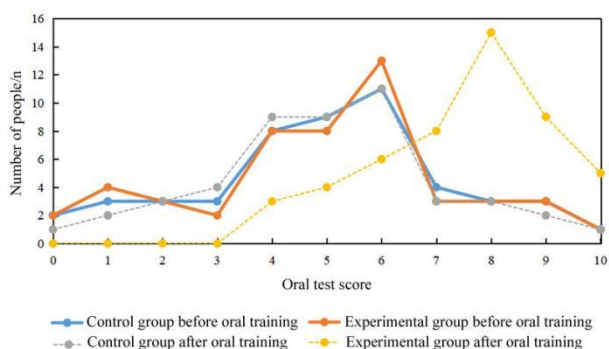 16
14
12
10
8
6
4
2
0
Number of people/n
0 1 2 3 4 5 6 7 8 9 10
Oral test score
Control group before oral training Experimental group before oral training
Control group after oral training Experimental group after oral training